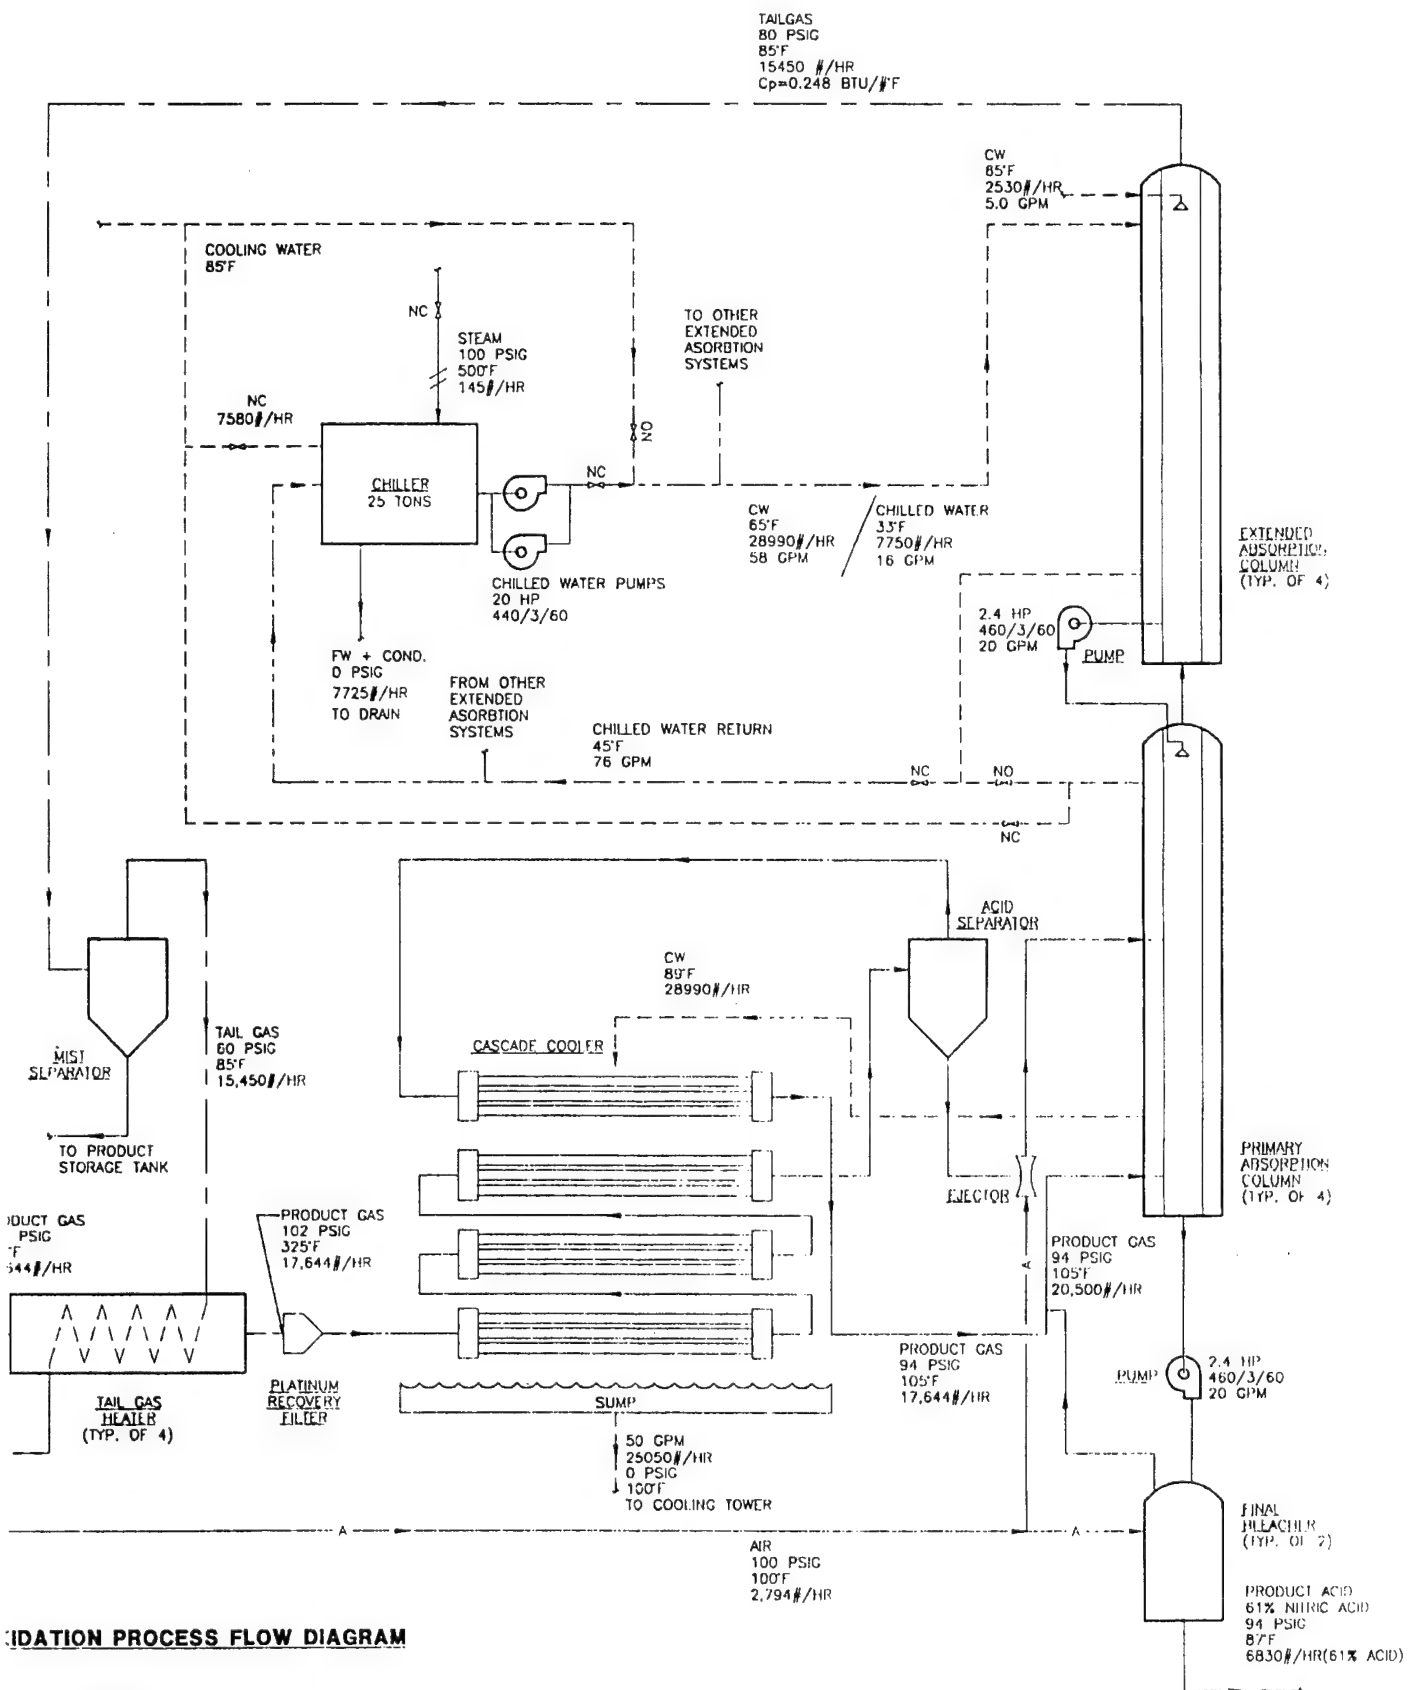 TAILGAS
80 PSIG
85°F
15450 #/HR
Cp=0.248 BTU/#°F
CW
85°F
2530#/HR
5.0 GPM
COOLING WATER
85°F
NC
STEAM
100 PSIG
500°F
145#/HR
TO OTHER
EXTENDED
ASORBTION
SYSTEMS
NC
7580#/HR
NO
CHILLER
25 TONS
NC
CW
65°F
28990#/HR
58 GPM
CHILLED WATER
33°F
7750#/HR
16 GPM
EXTENDED
ABSORPTION
COLUMN
(TYP. OF 4)
CHILLED WATER PUMPS
20 HP
440/3/60
2.4 HP
460/3/60
20 GPM
PUMP
FW + COND.
0 PSIG
7725#/HR
TO DRAIN
FROM OTHER
EXTENDED
ASORBTION
SYSTEMS
CHILLED WATER RETURN
45°F
76 GPM
NC
NO
NC
ACID
SEPARATOR
CW
89°F
28990#/HR
CASCADE COOLER
MIST
SEPARATOR
TAIL GAS
60 PSIG
85°F
15,450#/HR
TO PRODUCT
STORAGE TANK
PRIMARY
ABSORPTION
COLUMN
(TYP. OF 4)
EJECTOR
DUCT GAS
PSIG
°F
644#/HR
PRODUCT GAS
102 PSIG
325°F
17,644#/HR
PRODUCT GAS
94 PSIG
105°F
20,500#/HR
A
PRODUCT GAS
94 PSIG
105°F
17,644#/HR
PUMP
2.4 HP
460/3/60
20 GPM
TAIL GAS
HEATER
(TYP. OF 4)
PLATINUM
RECOVERY
FILTER
SUMP
50 GPM
25050#/HR
0 PSIG
100°F
TO COOLING TOWER
A
A
FINAL
BLEACHER
(TYP. OF 2)
AIR
100 PSIG
100°F
2,794#/HR
PRODUCT ACID
61% NITRIC ACID
94 PSIG
87°F
6830#/HR(61% ACID)
IDATION PROCESS FLOW DIAGRAM